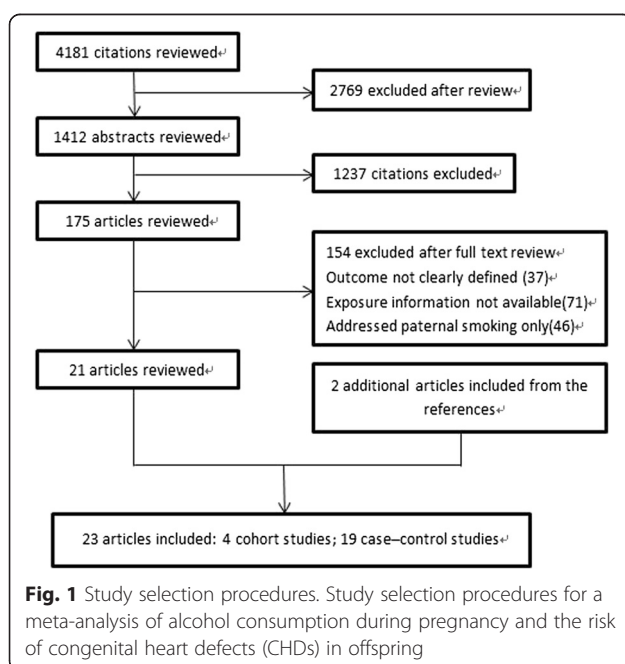 4181 citations reviewed↵
2769 excluded after review↵
1412 abstracts reviewed↵
1237 citations excluded↵
175 articles reviewed↵
154 excluded after full text review
Outcome not clearly defined (37)
Exposure information not available(71)
Addressed paternal smoking only(46)↵
21 articles reviewed↵
2 additional articles included from the
references↵
23 articles included: 4 cohort studies; 19 case–control studies↵
Fig. 1 Study selection procedures. Study selection procedures for a
meta-analysis of alcohol consumption during pregnancy and the risk
of congenital heart defects (CHDs) in offspring